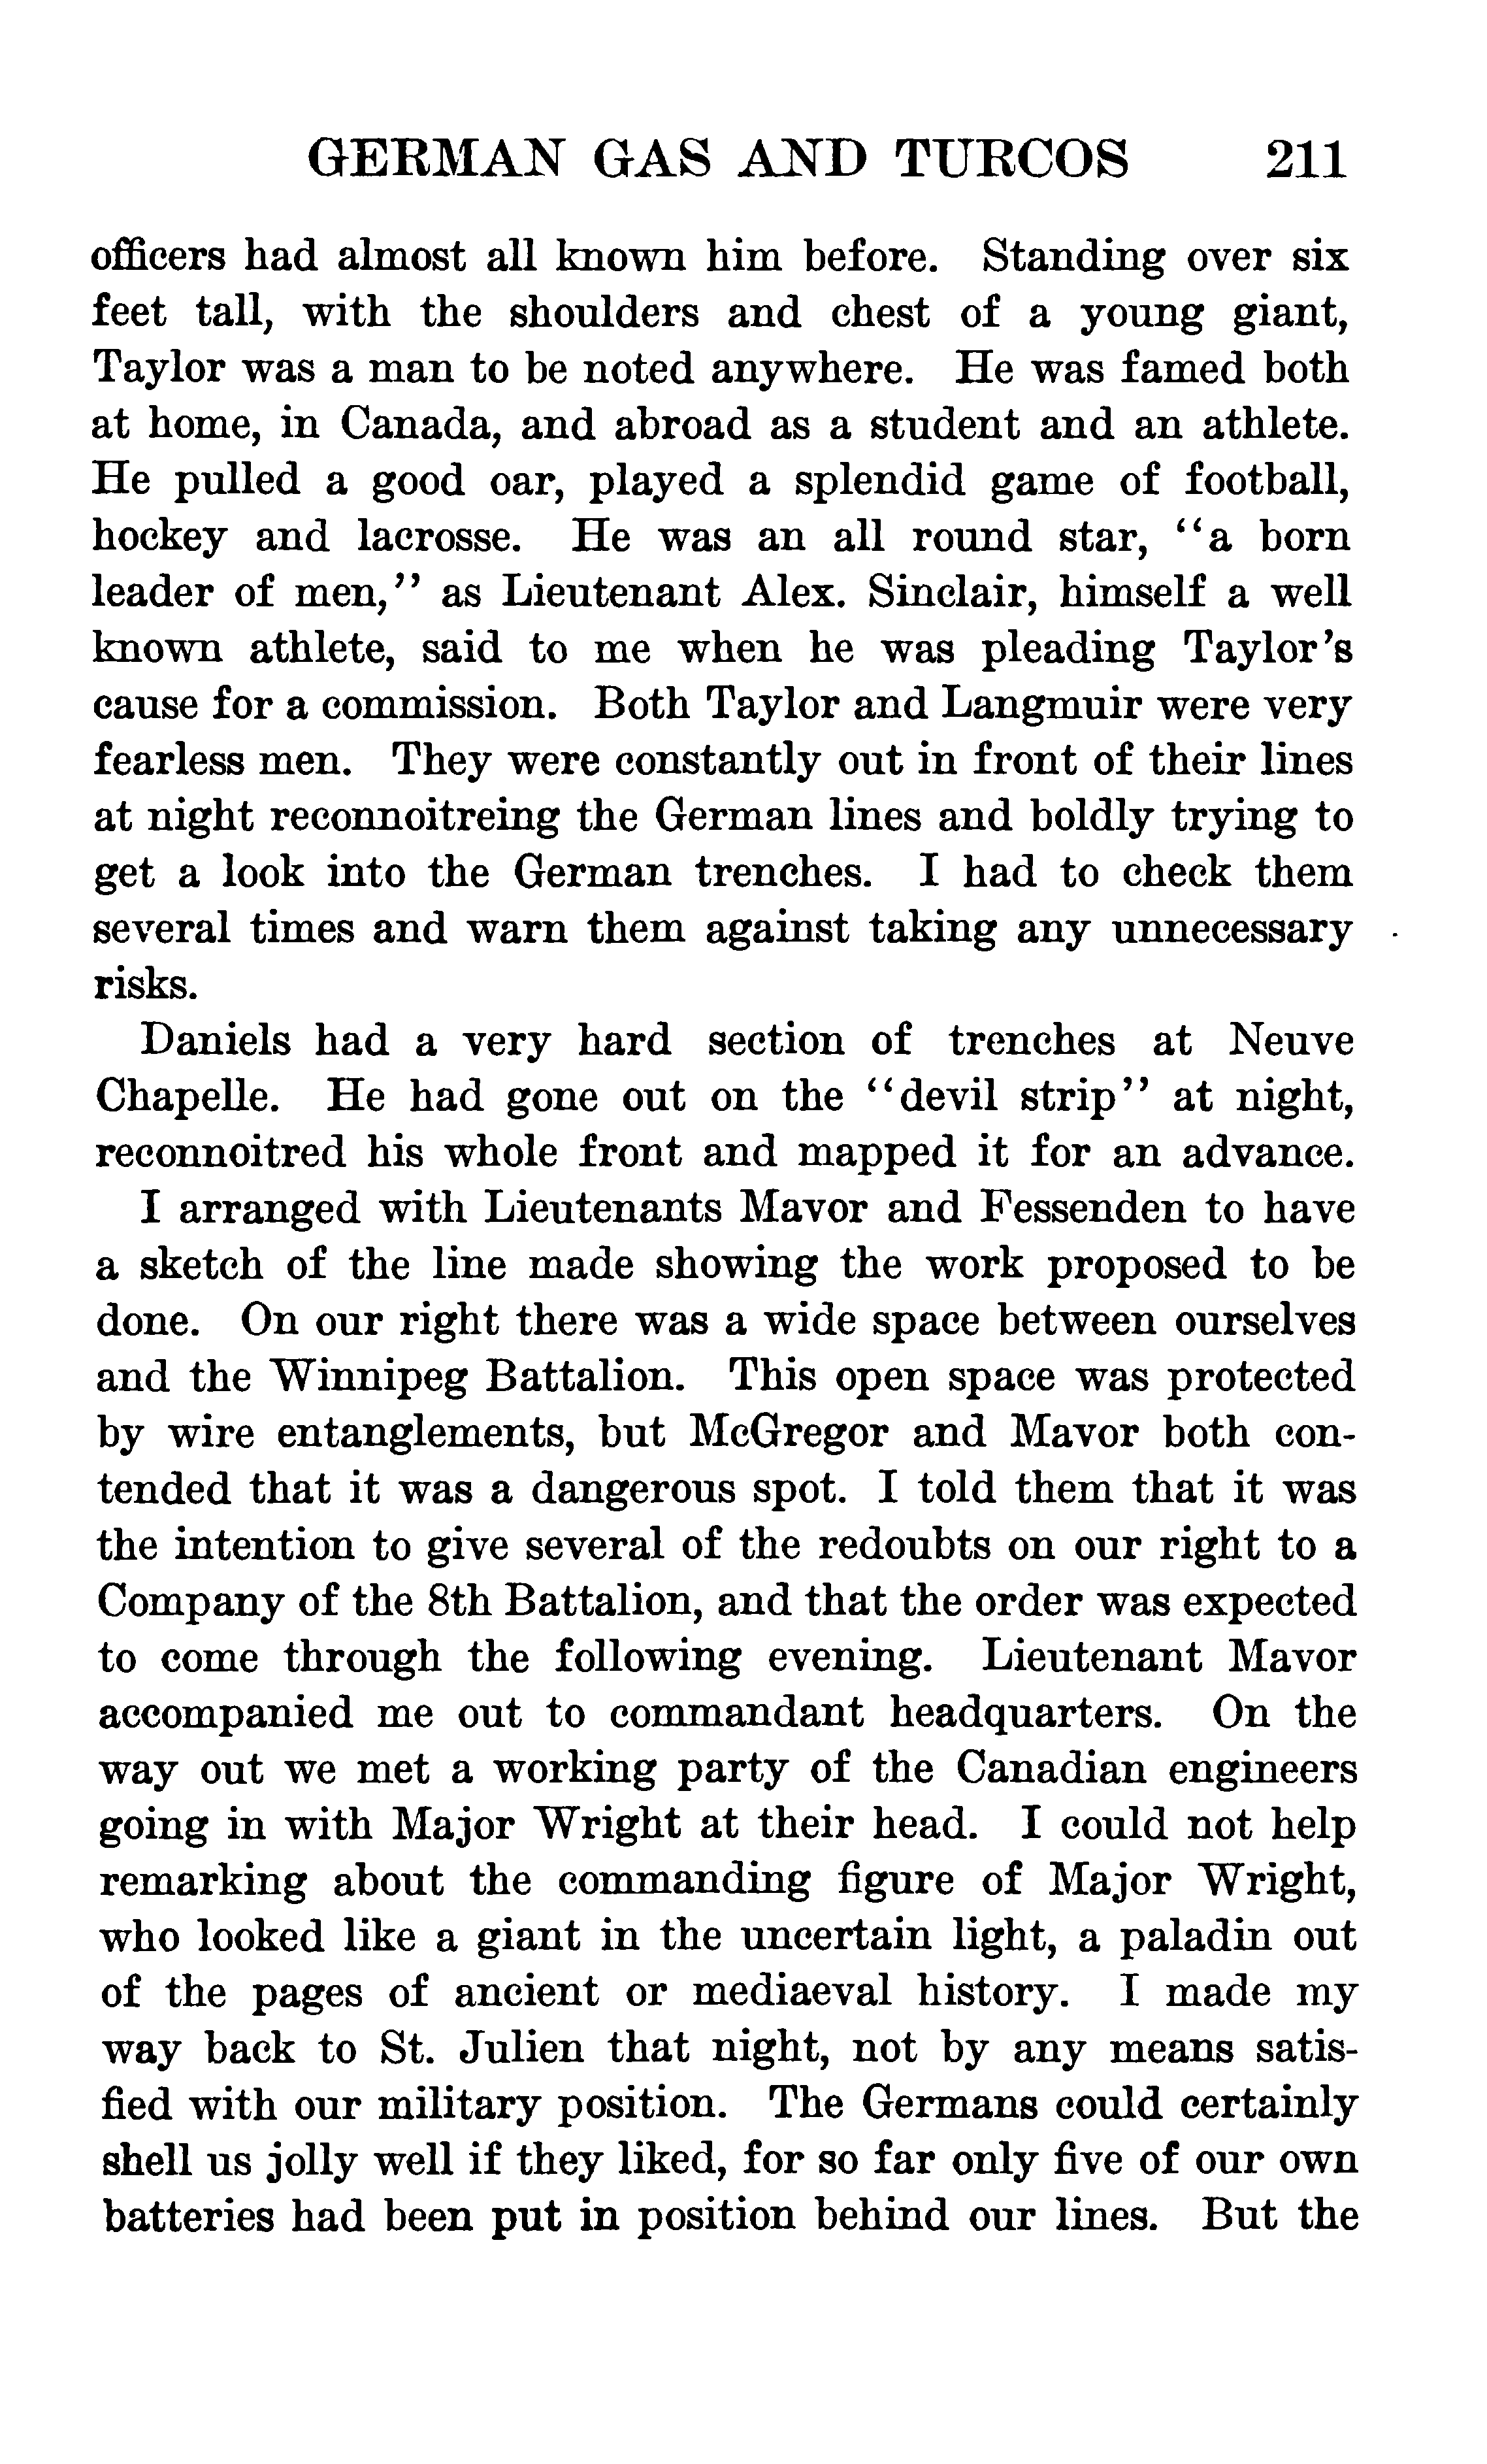 GERMAN GAS AND TURCOS 211
officers had almost all known him before. Standing over six
feet tall, with the shoulders and chest of a young giant,
Taylor was a man to be noted anywhere. He was famed both
at home, in Canada, and abroad as a student and an athlete.
He pulled a good oar, played a splendid game of football,
hockey and lacrosse. He was an all round star, "a born
leader of men," as Lieutenant Alex. Sinclair, himself a well
known athlete, said to me when he was pleading Taylor's
cause for a commission. Both Taylor and Langmuir were very
fearless men. They were constantly out in front of their lines
at night reconnoitreing the German lines and boldly trying to
get a look into the German trenches. I had to check them
several times and warn them against taking any unnecessary
risks.
Daniels had a very hard section of trenches at Neuve
Chapelle. He had gone out on the "devil strip" at night,
reconnoitred his whole front and mapped it for an advance.
I arranged with Lieutenants Mavor and Fessenden to have
a sketch of the line made showing the work proposed to be
done. On our right there was a wide space between ourselves
and the Winnipeg Battalion. This open space was protected
by wire entanglements, but McGregor and Mavor both con-
tended that it was a dangerous spot. I told them that it was
the intention to give several of the redoubts on our right to a
Company of the 8th Battalion, and that the order was expected
to come through the following evening. Lieutenant Mavor
accompanied me out to commandant headquarters. On the
way out we met a working party of the Canadian engineers
going in with Major Wright at their head. I could not help
remarking about the commanding figure of Major Wright,
who looked like a giant in the uncertain light, a paladin out
of the pages of ancient or mediaeval history. I made my
way back to St. Julien that night, not by any means satis-
fied with our military position. The Germans could certainly
shell us jolly well if they liked, for so far only five of our own
batteries had been put in position behind our lines. But the